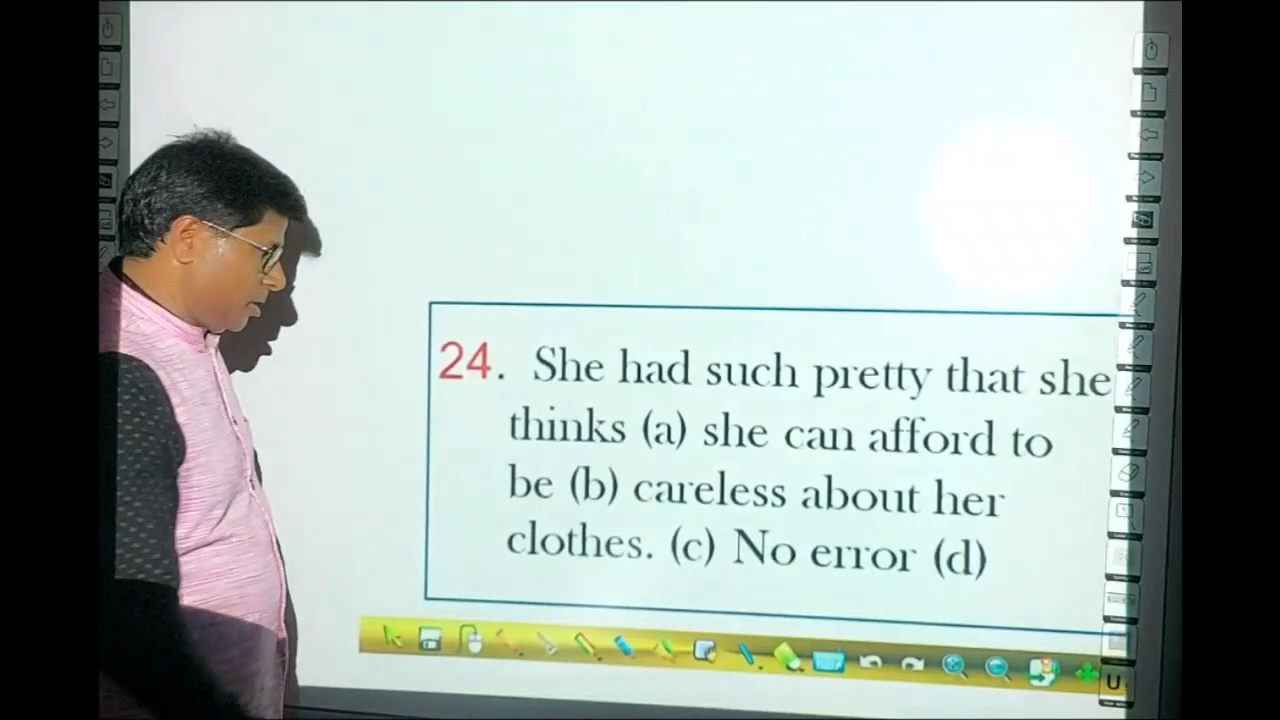 24. She had such pretty that she
thinks (a) she can afford to
be (b) careless about her
clothes. (c) No error (d)
U